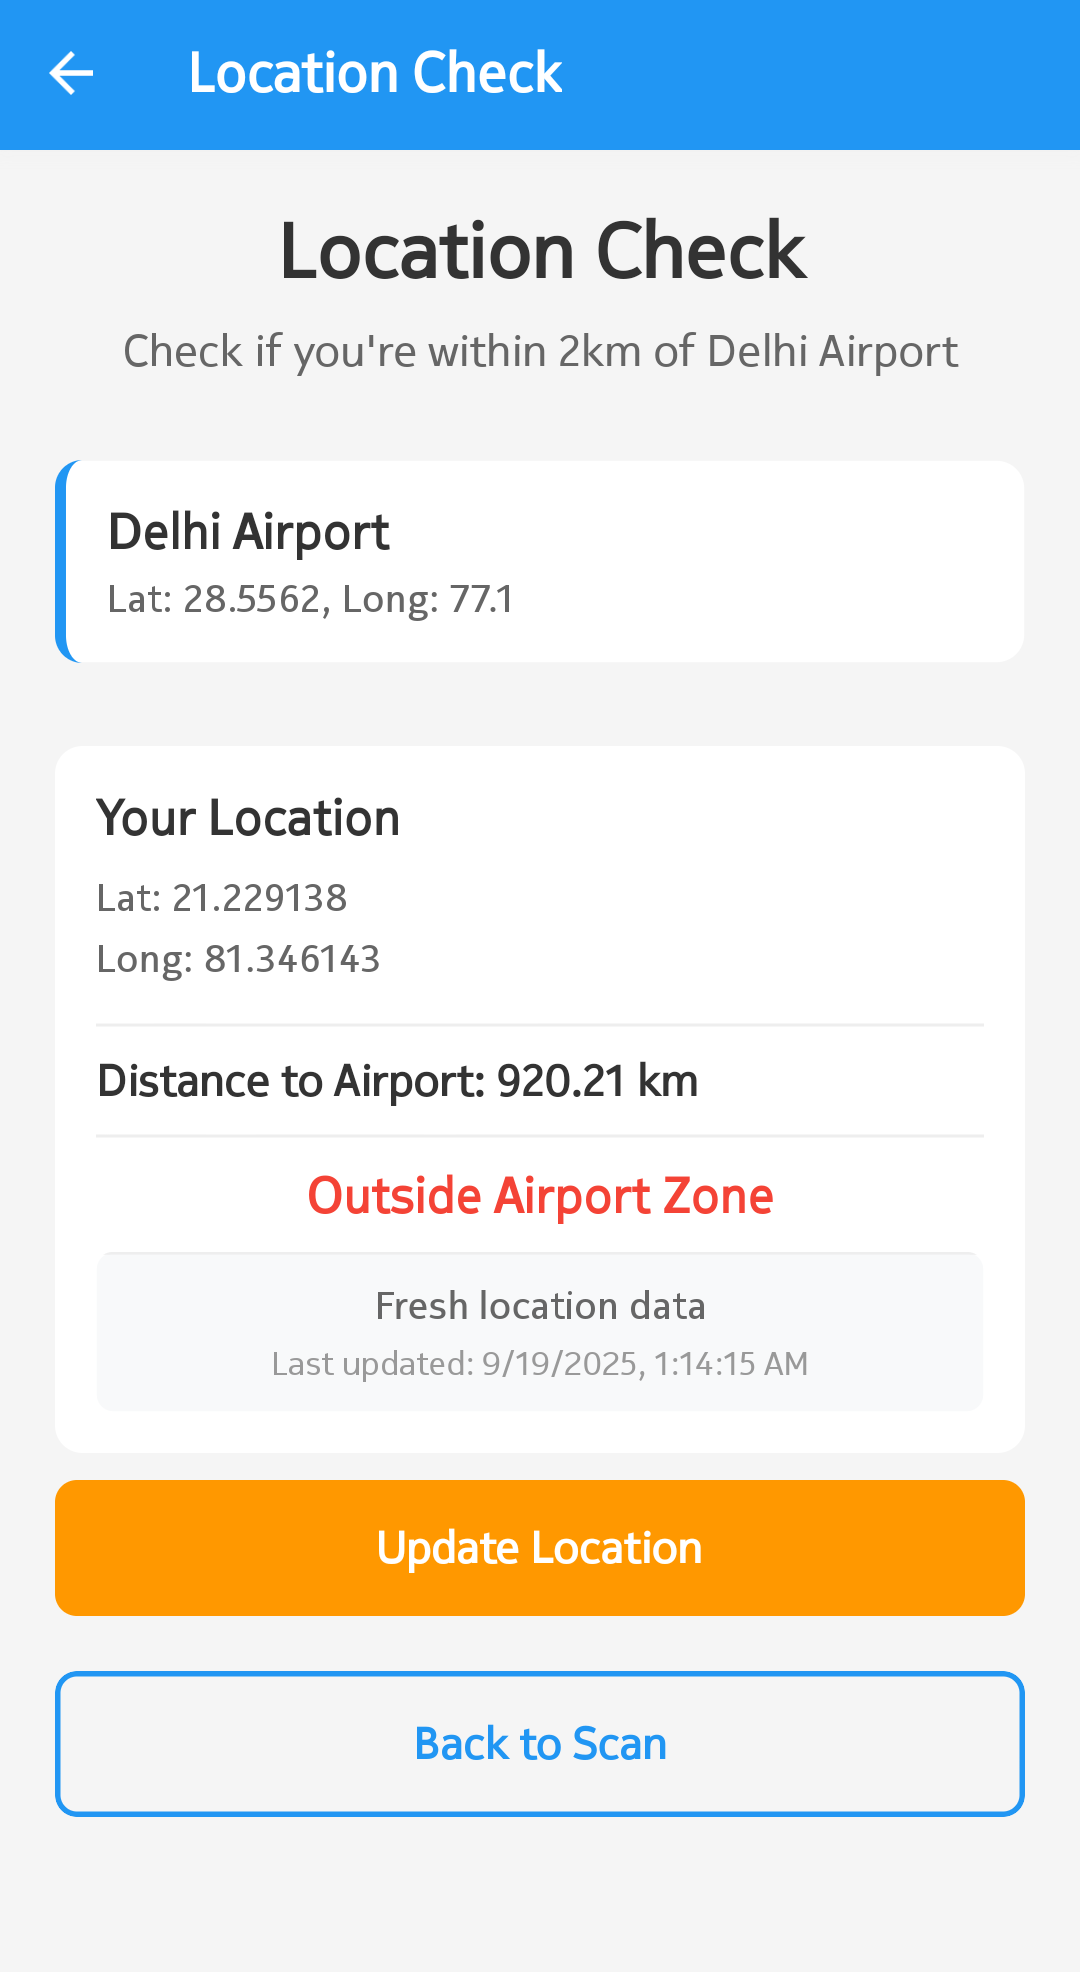 Location Check
Location Check
Check if you're within 2km of Delhi Airport
Delhi Airport
Lat: 28.5562, Long: 77.1
Your Location
Lat: 21.229138
Long: 81.346143
Distance to Airport: 920.21 km
Outside Airport Zone
Fresh location data
Last updated: 9/19/2025, 1:14:15 AM
Update Location
Back to Scan